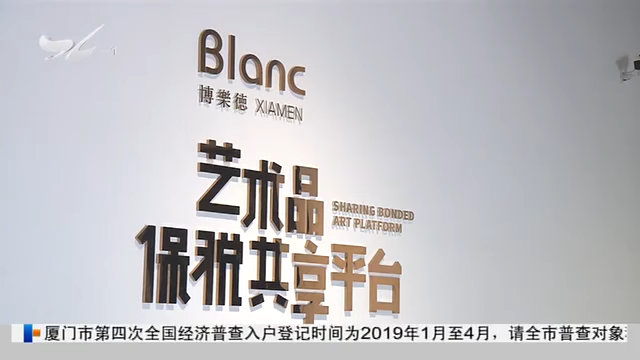 Blanc
博樂德 XIAMEN
艺术品
SHARING BONDED
ART PLATFORM
保税共享平台
厦门市第四次全国经济普查入户登记时间为2019年1月至4月，请全市普查对象